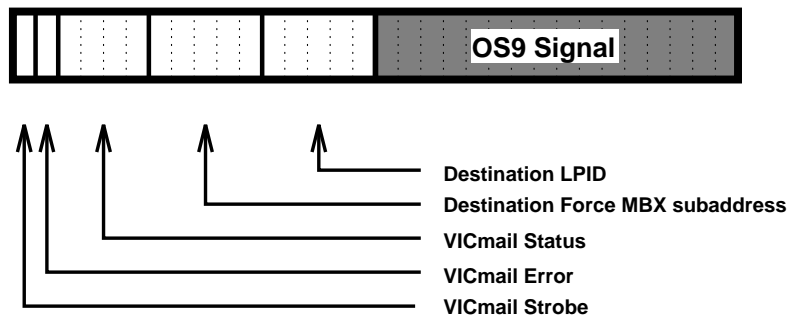 OS9 Signal
Destination LPID
Destination Force MBX subaddress
VICmail Status
VICmail Error
VICmail Strobe